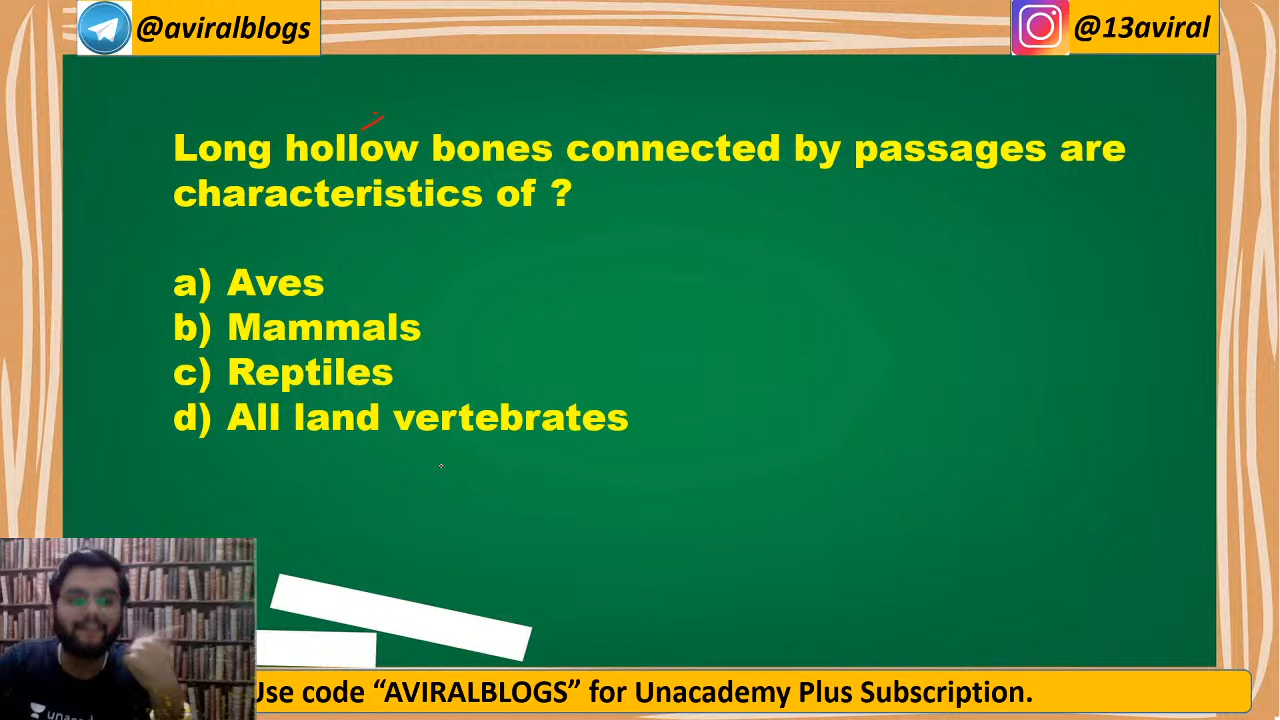 @aviralblogs
@13aviral
Long hollow bones connected by passages are
characteristics of ?
a) Aves
b) Mammals
c) Reptiles
d) All land vertebrates
Use code “AVIRALBLOGS” for Unacademy Plus Subscription.